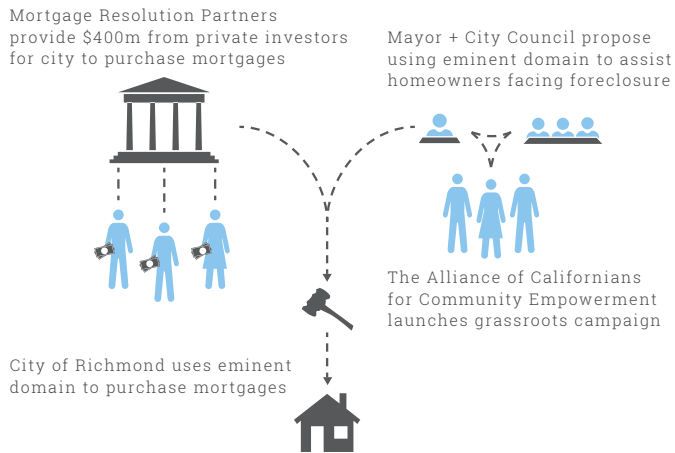 Mortgage Resolution Partners
provide $400m from private investors
for city to purchase mortgages
Mayor + City Council propose
using eminent domain to assist
homeowners facing foreclosure
The Alliance of Californians
for Community Empowerment
launches grassroots campaign
City of Richmond uses eminent
domain to purchase mortgages